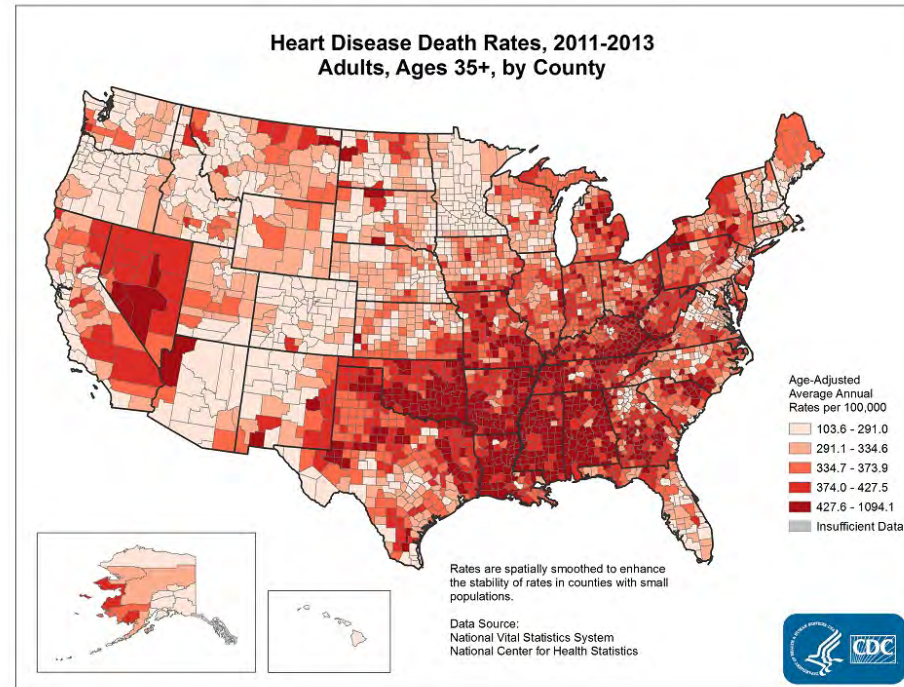 Heart Disease Death Rates, 2011-2013
Adults, Ages 35+, by County
Age-Adjusted
Average Annual
Rates per 100,000
103.6 - 291.0
291.1 - 334.6
334.7 - 373.9
374.0 - 427.5
427.6 - 1094.1
Insufficient Data
Rates are spatially smoothed to enhance
the stability of rates in counties with small
populations.
Data Source:
National Vital Statistics System
National Center for Health Statistics
CDC